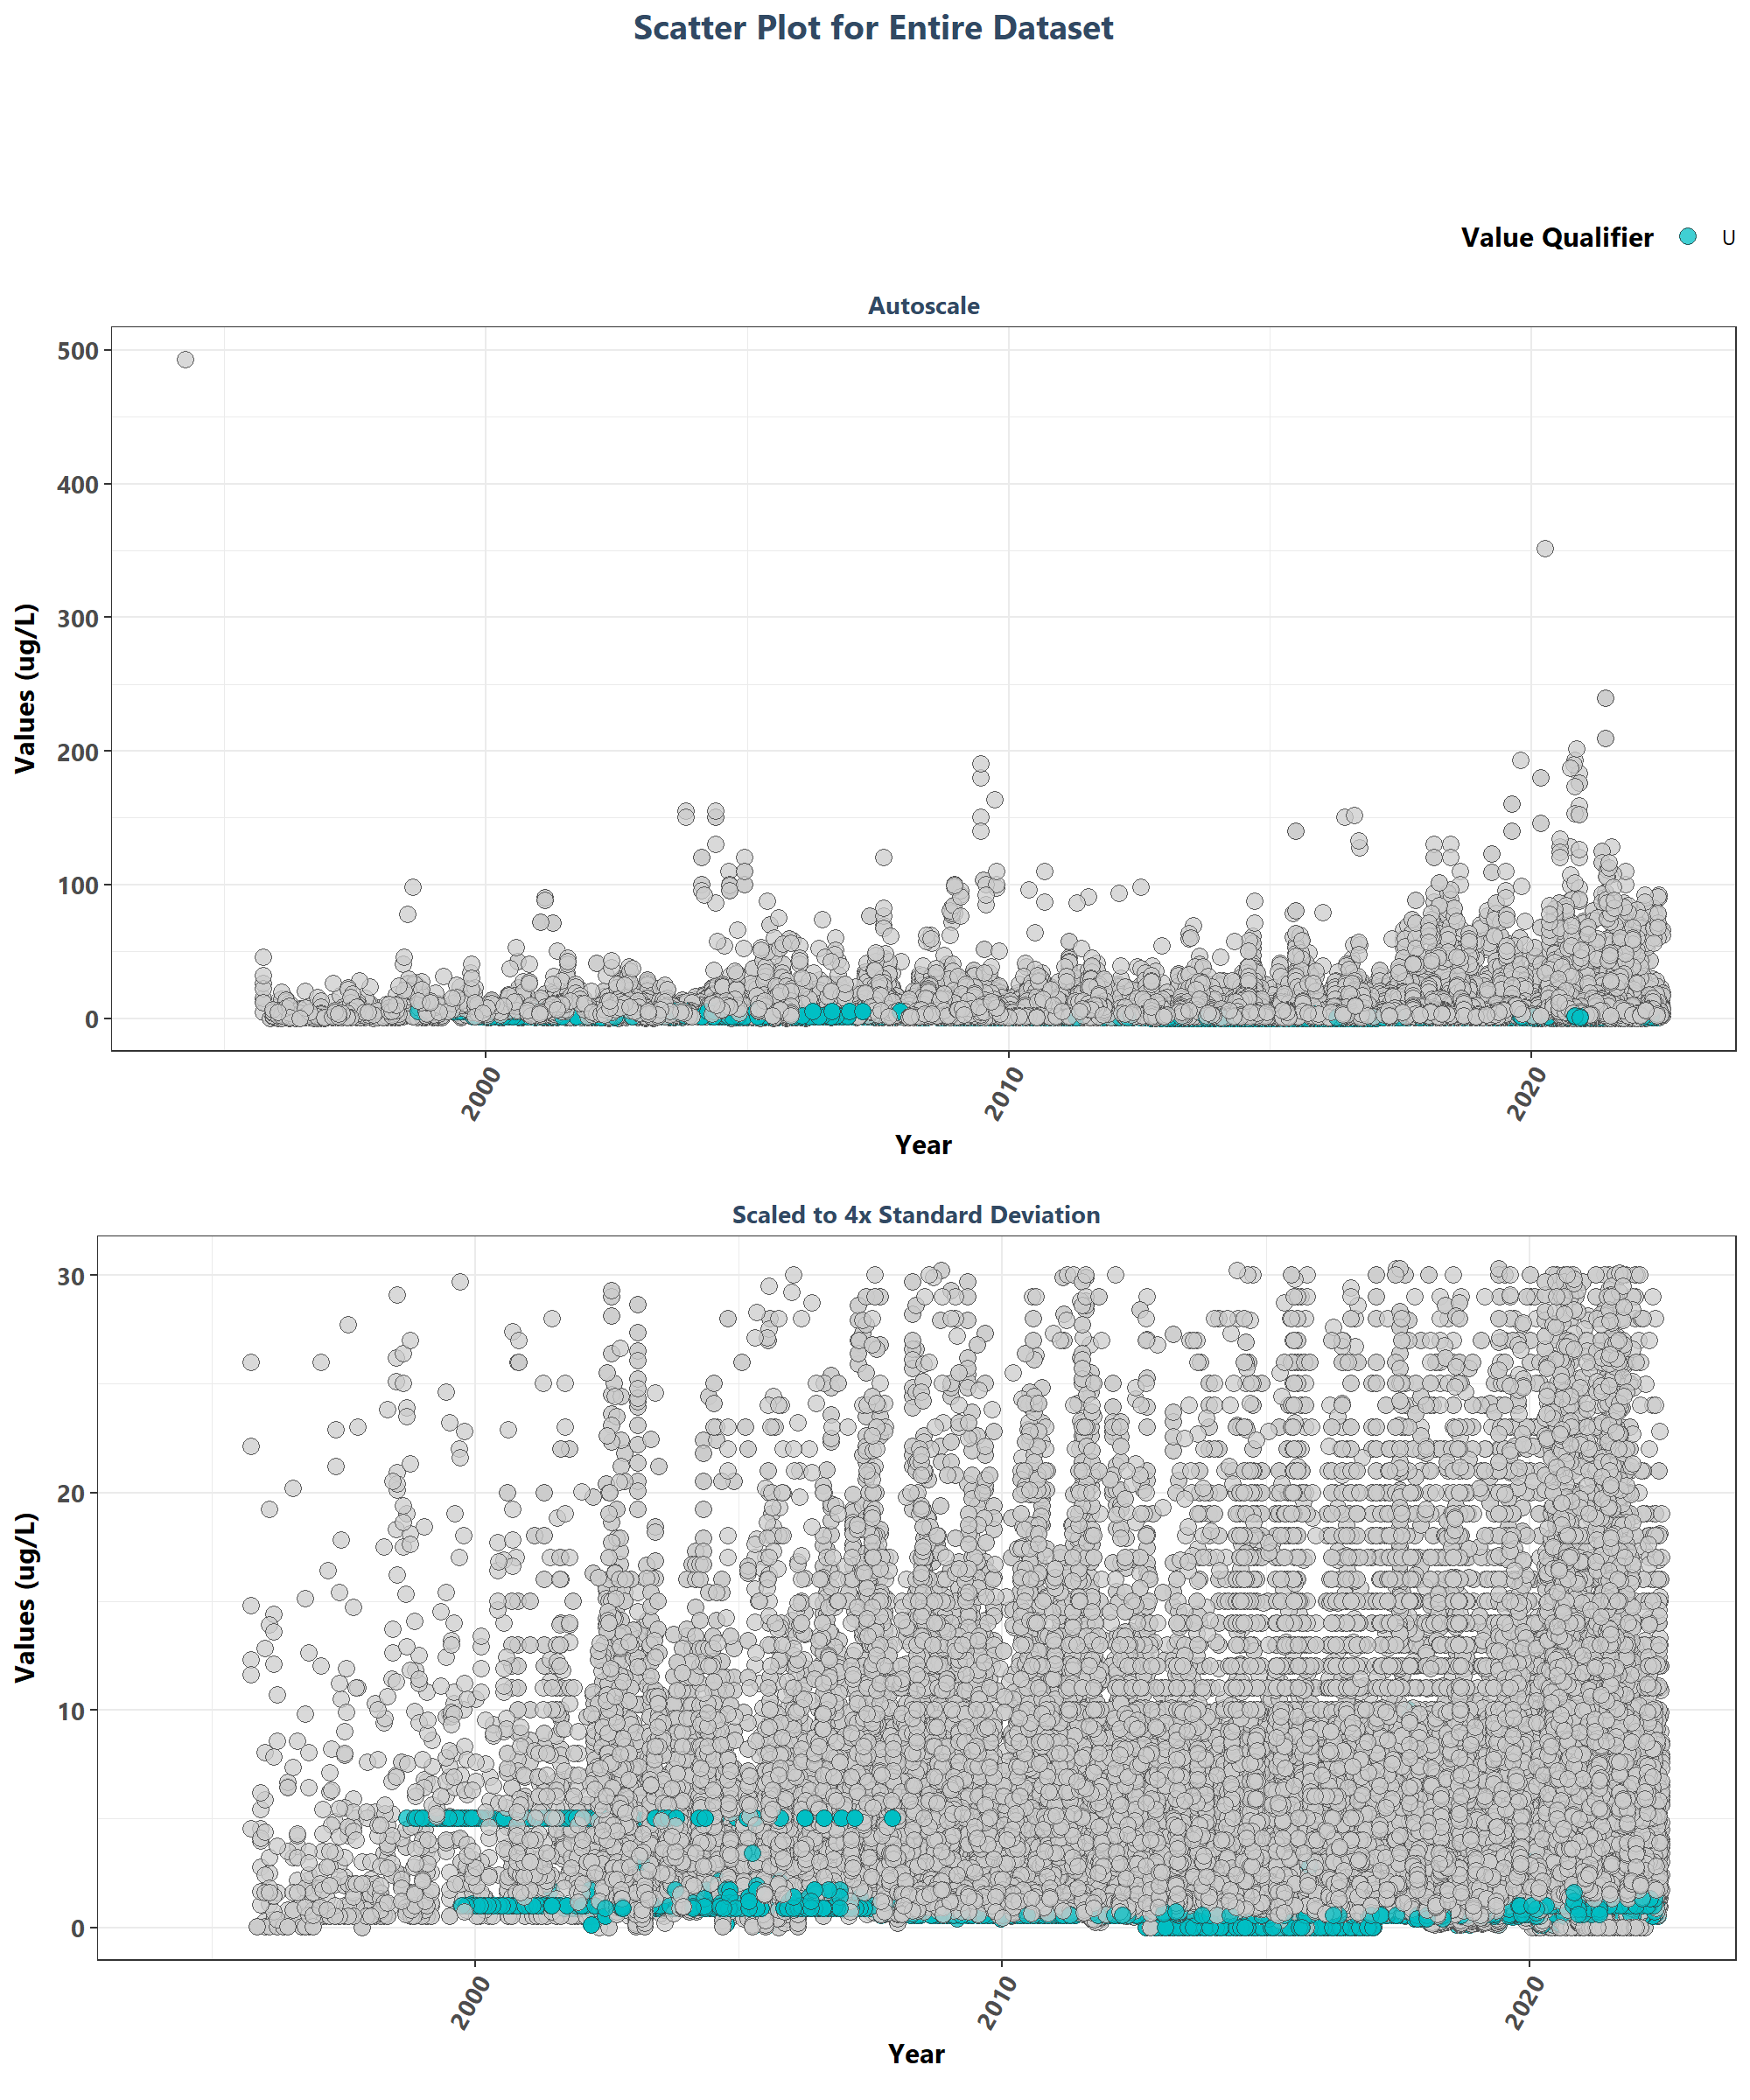 Scatter Plot for Entire Dataset
Value Qualifier U
Autoscale
500
400
300
200
100
0
Values (ug/L)
2000 2010 2020
Year
Scaled to 4x Standard Deviation
30
20
10
0
Values (ug/L)
2000 2010 2020
Year